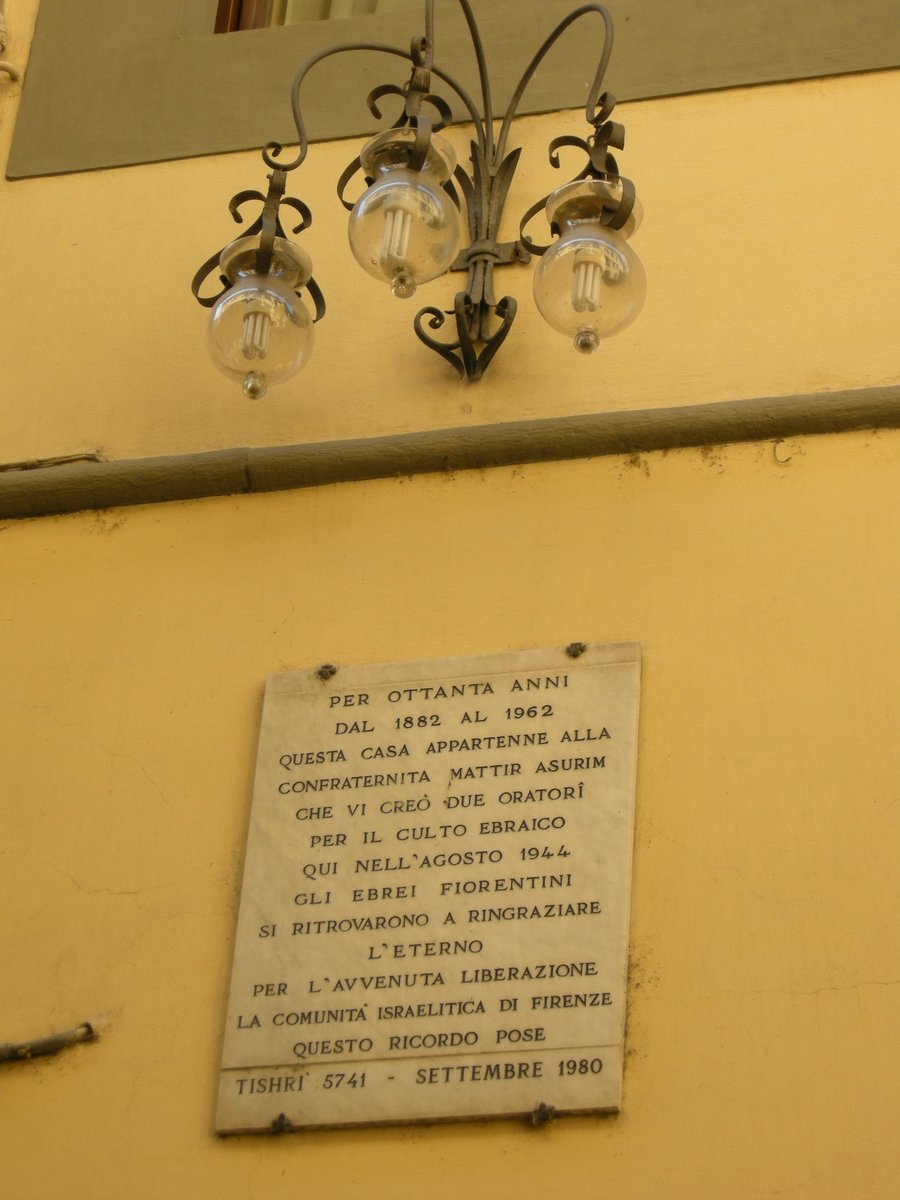 PER OTTANTA ANNI
DAL 1882 AL 1962
QUESTA CASA APPARTENNE ALLA
CONFRATERNITA MATTIR ASURIM
CHE VI CREÒ DUE ORATORÎ
PER IL CULTO EBRAICO
QUI NELL'AGOSTO 1944
GLI EBREI FIORENTINI
SI RITROVARONO A RINGRAZIARE
L'ETERNO
PER L'AVVENUTA LIBERAZIONE
LA COMUNITÀ ISRAELITICA DI FIRENZE
QUESTO RICORDO POSE
TISHRI' 5741 - SETTEMBRE 1980